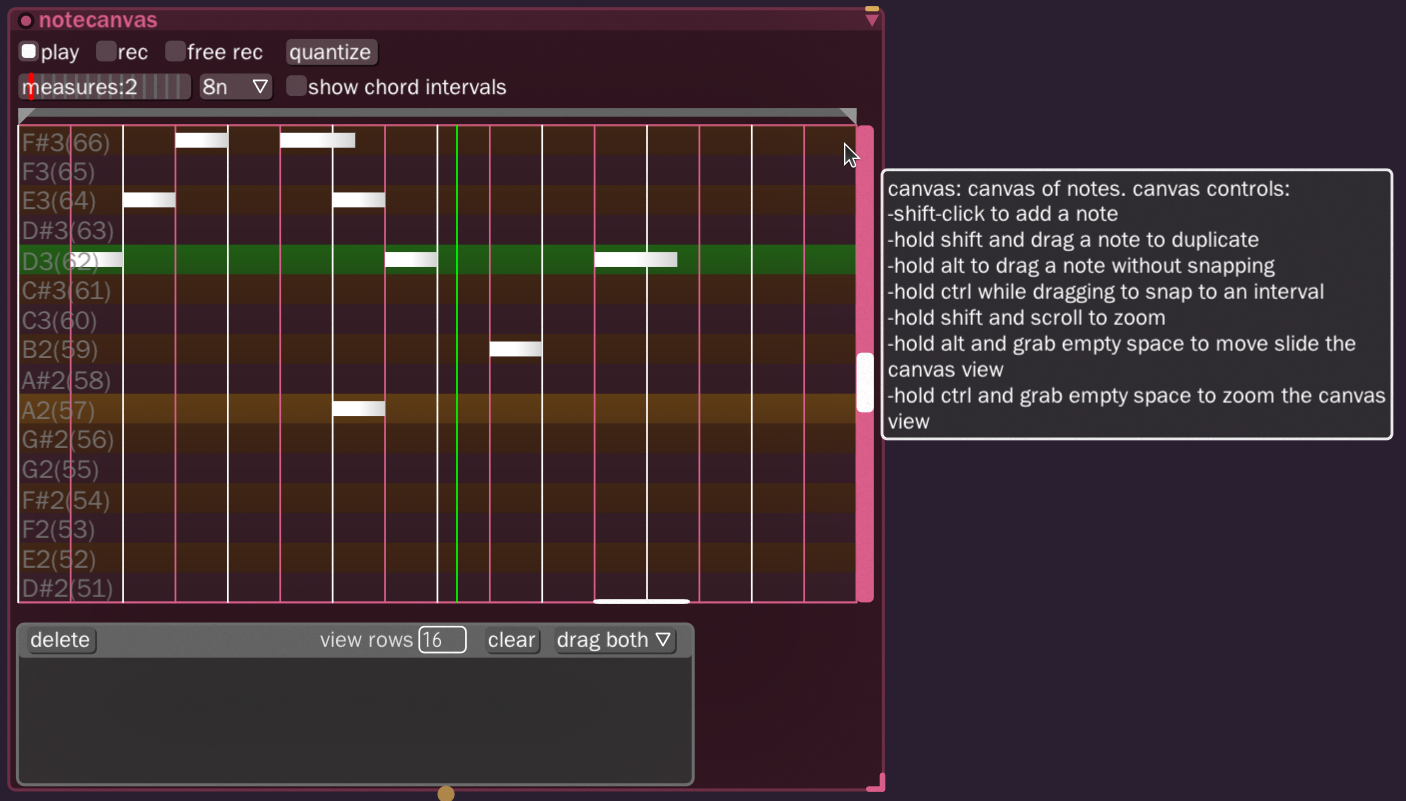 notecanvas
play rec free rec quantize
measures:2 8n show chord intervals
F#3(66)
F3(65)
E3(64)
D#3(63)
D3(62)
C#3(61)
C3(60)
B2(59)
A#2(58)
A2(57)
G#2(56)
G2(55)
F#2(54)
F2(53)
E2(52)
D#2(51)
canvas: canvas of notes. canvas controls:
-shift-click to add a note
-hold shift and drag a note to duplicate
-hold alt to drag a note without snapping
-hold ctrl while dragging to snap to an interval
-hold shift and scroll to zoom
-hold alt and grab empty space to move slide the
canvas view
-hold ctrl and grab empty space to zoom the canvas
view
delete view rows 16 clear drag both